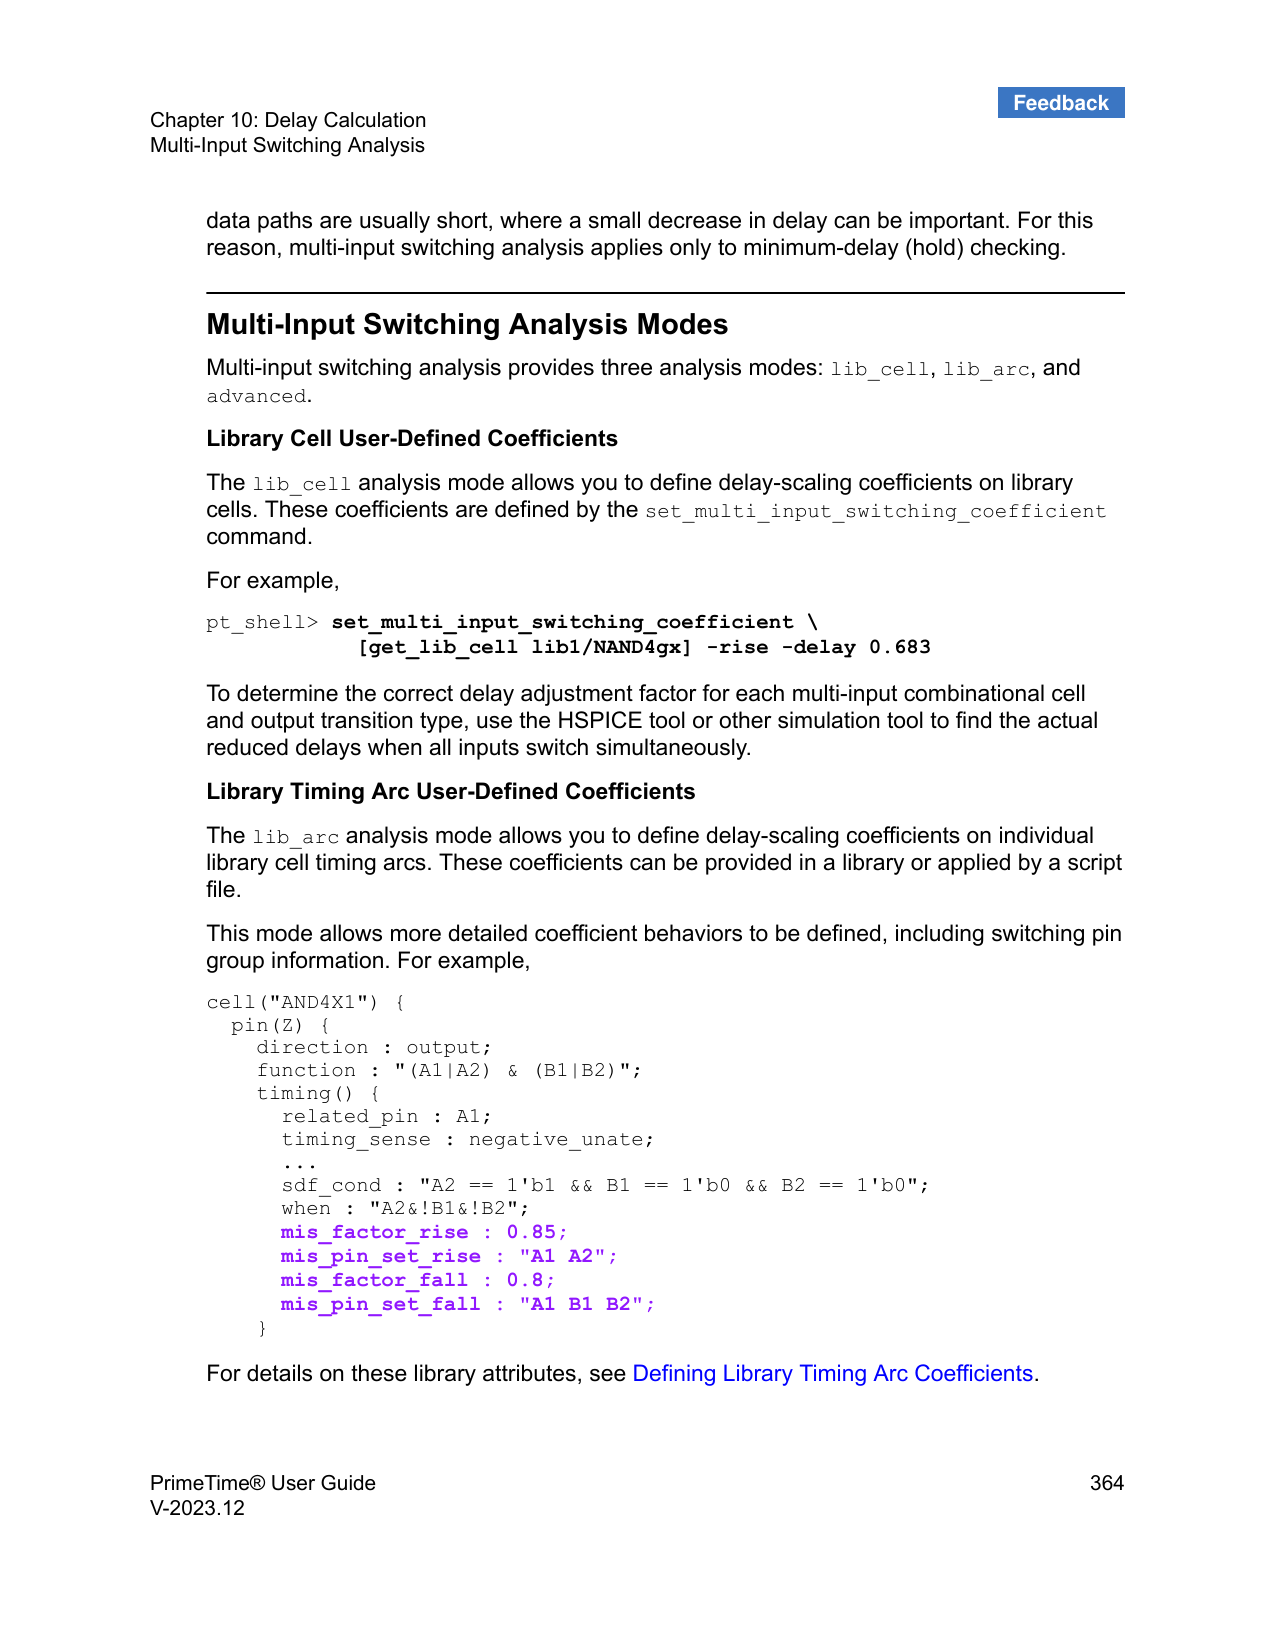 Feedback
Chapter 10: Delay Calculation
Multi-Input Switching Analysis
data paths are usually short, where a small decrease in delay can be important. For this
reason, multi-input switching analysis applies only to minimum-delay (hold) checking.
Multi-Input Switching Analysis Modes
Multi-input switching analysis provides three analysis modes: lib_cell, lib_arc, and
advanced.
Library Cell User-Defined Coefficients
The lib_cell analysis mode allows you to define delay-scaling coefficients on library
cells. These coefficients are defined by the set_multi_input_switching_coefficient
command.
For example,
pt_shell> set_multi_input_switching_coefficient \
[get_lib_cell lib1/NAND4gx] -rise -delay 0.683
To determine the correct delay adjustment factor for each multi-input combinational cell
and output transition type, use the HSPICE tool or other simulation tool to find the actual
reduced delays when all inputs switch simultaneously.
Library Timing Arc User-Defined Coefficients
The lib_arc analysis mode allows you to define delay-scaling coefficients on individual
library cell timing arcs. These coefficients can be provided in a library or applied by a script
file.
This mode allows more detailed coefficient behaviors to be defined, including switching pin
group information. For example,
cell("AND4X1") {
  pin(Z) {
    direction : output;
    function : "(A1|A2) & (B1|B2)";
    timing() {
      related_pin : A1;
      timing_sense : negative_unate;
      ...
      sdf_cond : "A2 == 1'b1 && B1 == 1'b0 && B2 == 1'b0";
      when : "A2&!B1&!B2";
      mis_factor_rise : 0.85;
      mis_pin_set_rise : "A1 A2";
      mis_factor_fall : 0.8;
      mis_pin_set_fall : "A1 B1 B2";
    }
For details on these library attributes, see Defining Library Timing Arc Coefficients.
PrimeTime® User Guide
364
V-2023.12